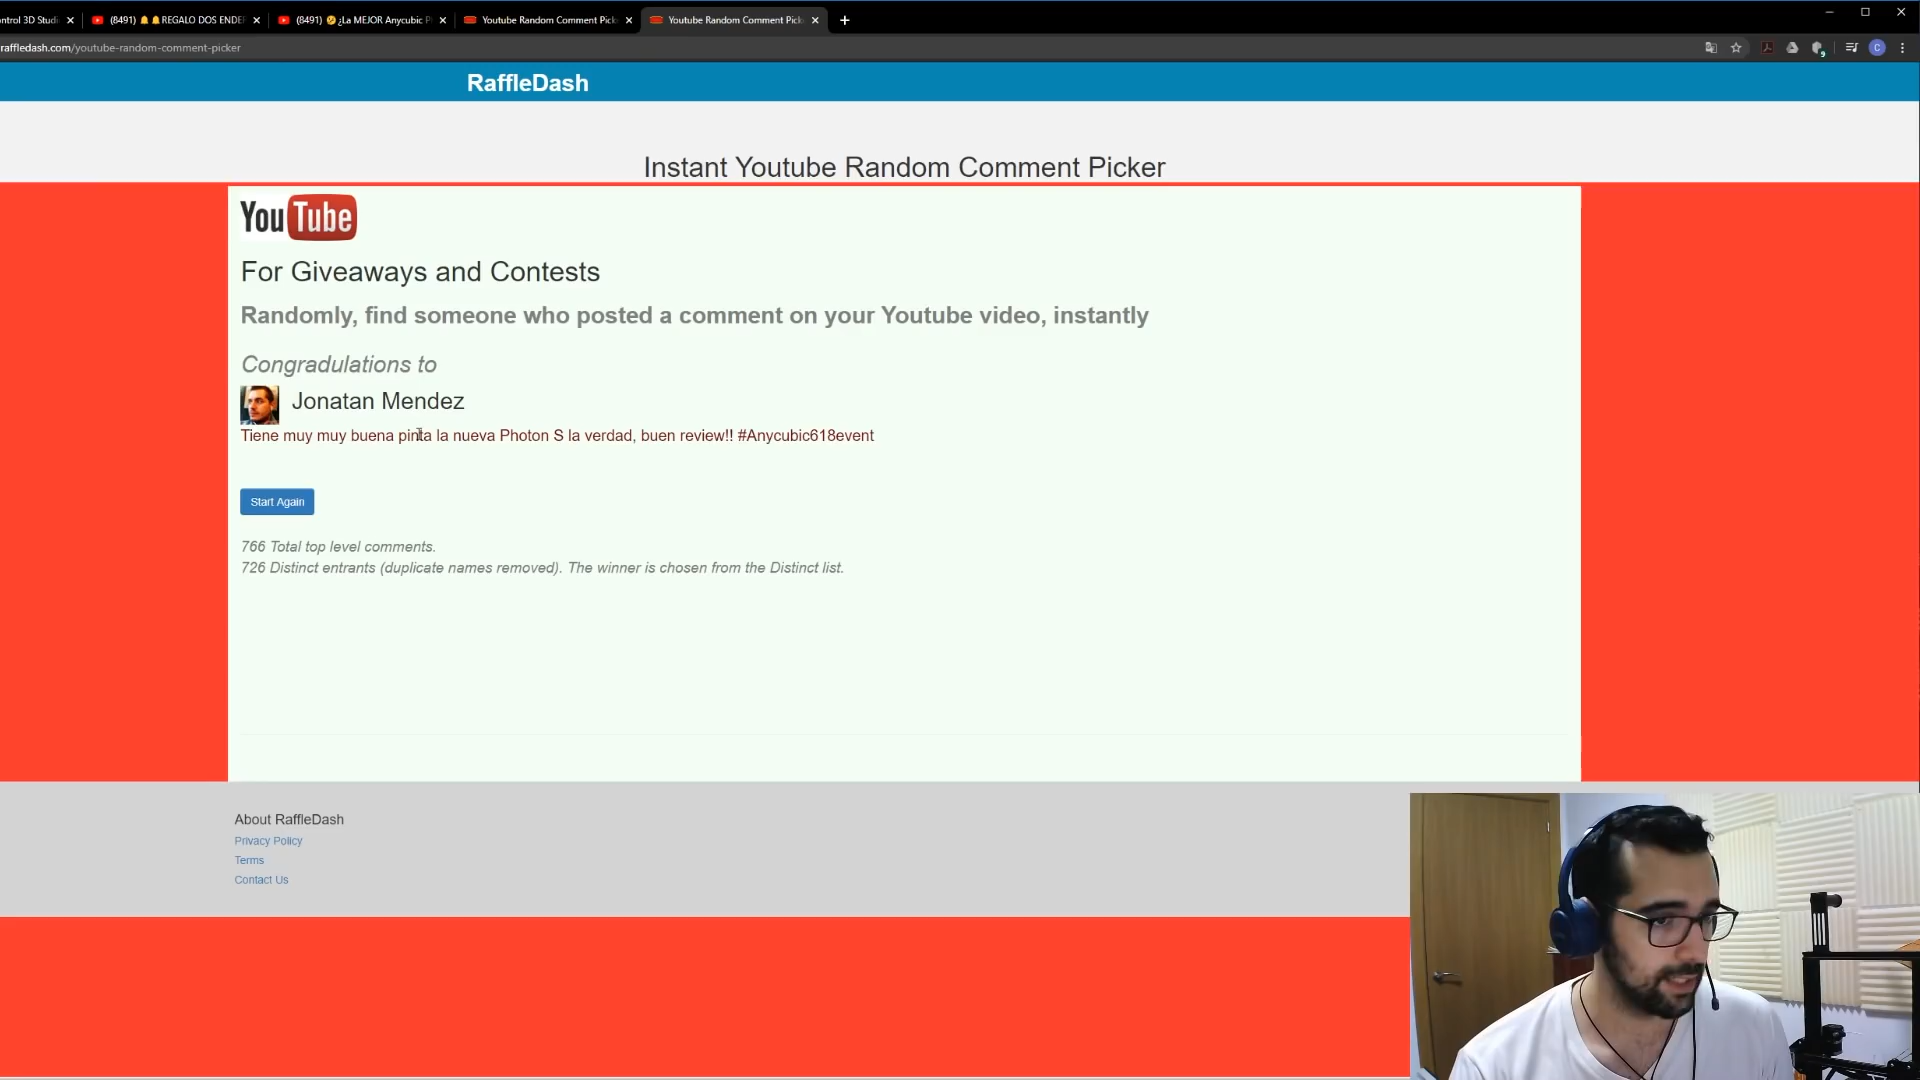 ntrol 3D Studi
(8491) 🔔🔔REGALO DOS ENDEF
(8491) 🤔¿La MEJOR Anycubic P
Youtube Random Comment Pick
Youtube Random Comment Pick
raffledash.com/youtube-random-comment-picker
C
RaffleDash
Instant Youtube Random Comment Picker
YouTube
For Giveaways and Contests
Randomly, find someone who posted a comment on your Youtube video, instantly
Congradulations to
Jonatan Mendez
Tiene muy muy buena pinta la nueva Photon S la verdad, buen review!! #Anycubic618event
Start Again
766 Total top level comments.
726 Distinct entrants (duplicate names removed). The winner is chosen from the Distinct list.
About RaffleDash
Privacy Policy
Terms
Contact Us